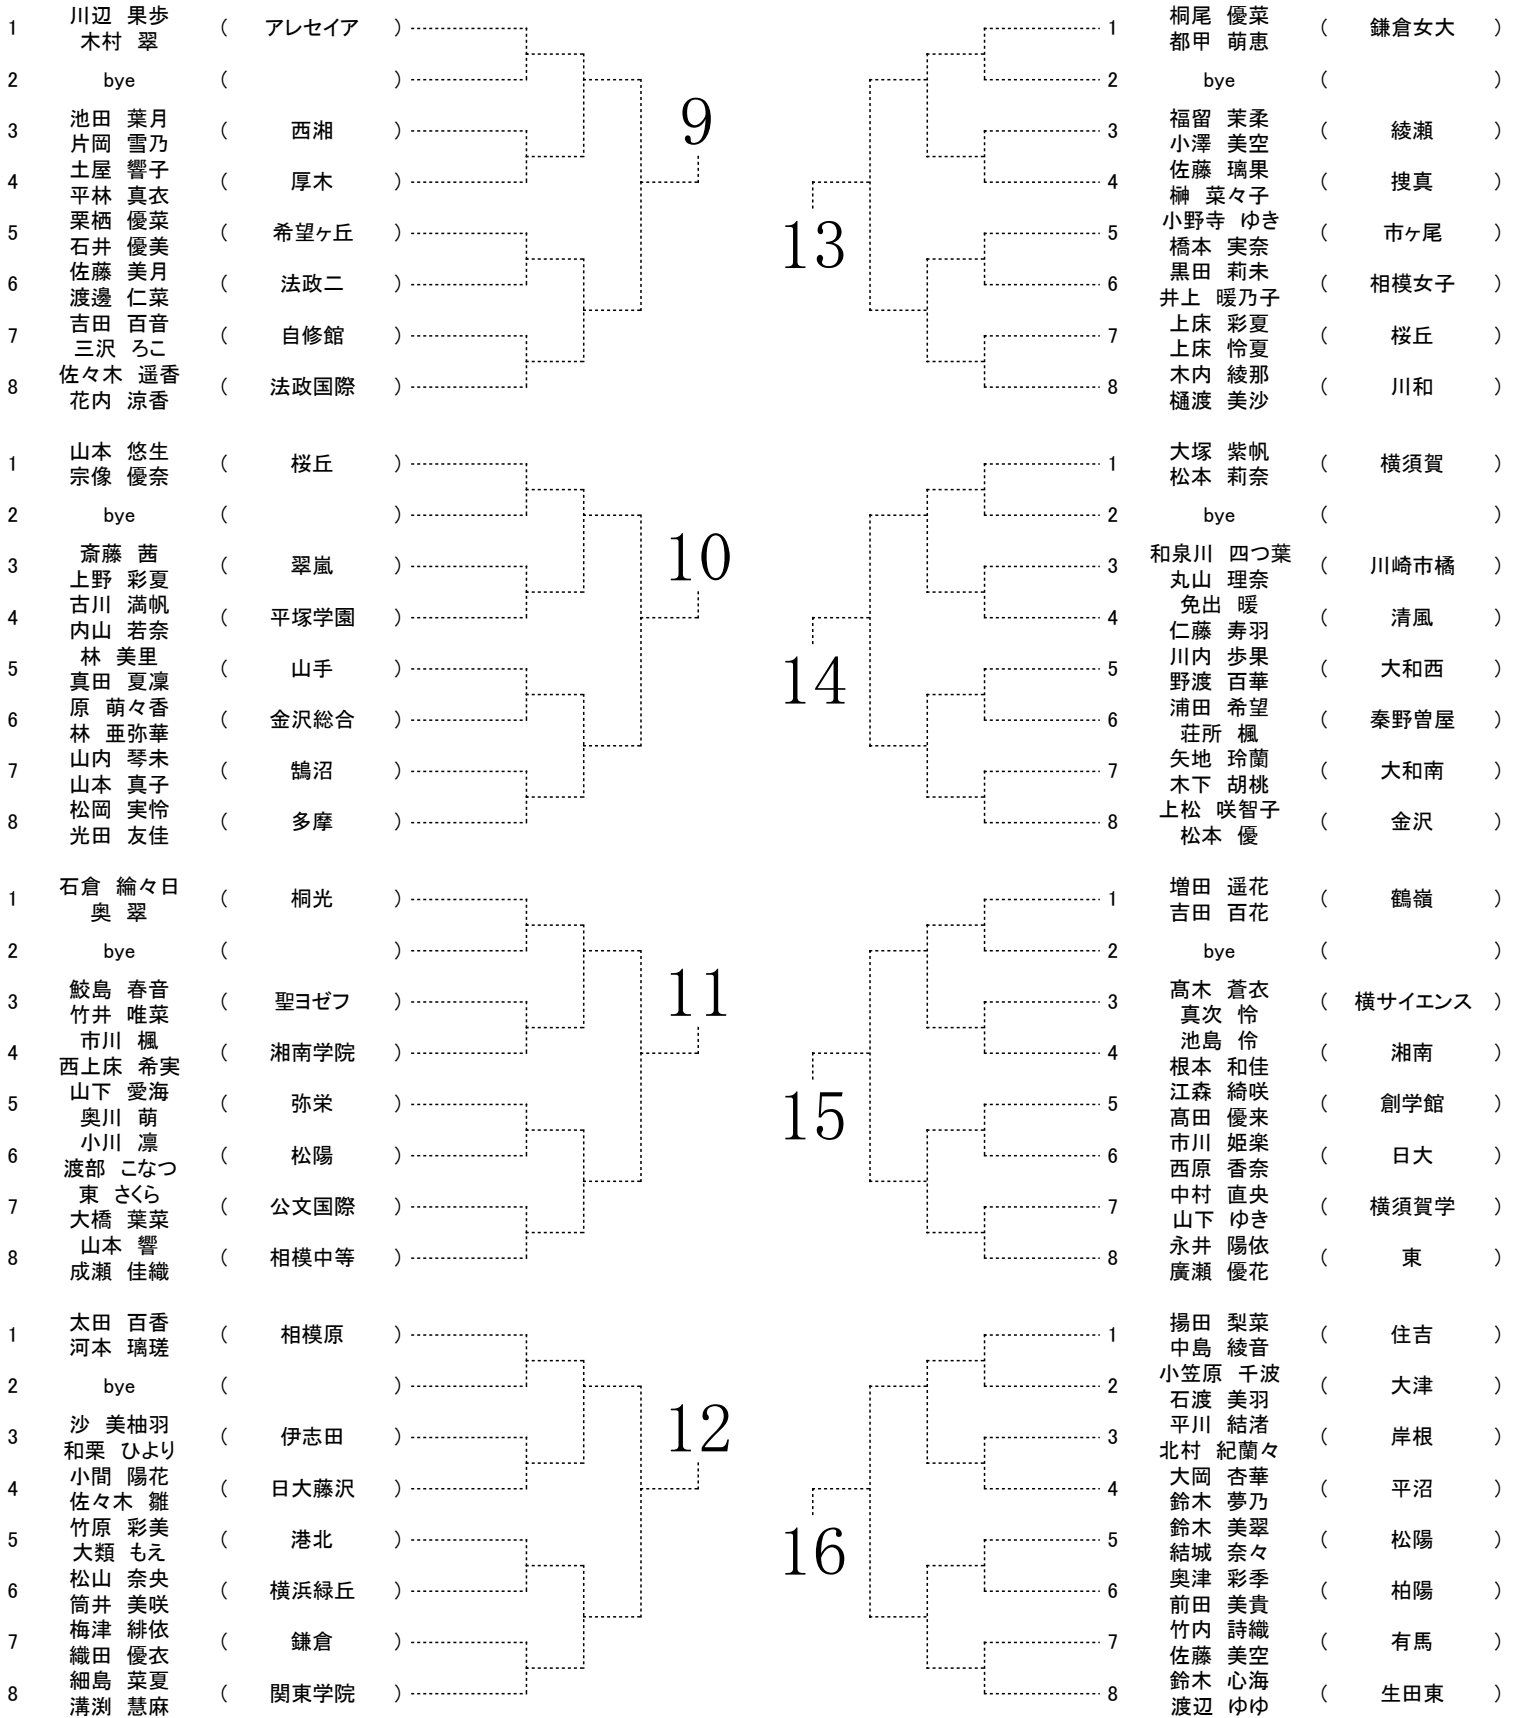 川辺 果歩
1 ( アレセイア )
木村 翠
2 bye ( )
池田 葉月
3 ( 西湘 )
片岡 雪乃
土屋 響子
4 ( 厚木 )
平林 真衣
栗栖 優菜
5 ( 希望ヶ丘 )
石井 優美
佐藤 美月
6 ( 法政二 )
渡邊 仁菜
吉田 百音
7 ( 自修館 )
三沢 ろこ
佐々木 遥香
8 ( 法政国際 )
花内 涼香
9
山本 悠生
1 ( 桜丘 )
宗像 優奈
2 bye ( )
斎藤 茜
3 ( 翠嵐 )
上野 彩夏
古川 満帆
4 ( 平塚学園 )
内山 若奈
林 美里
5 ( 山手 )
真田 夏凜
原 萌々香
6 ( 金沢総合 )
林 亜弥華
山内 琴未
7 ( 鵠沼 )
山本 真子
松岡 実怜
8 ( 多摩 )
光田 友佳
10
石倉 綸々日
1 ( 桐光 )
奥 翠
2 bye ( )
鮫島 春音
3 ( 聖ヨゼフ )
竹井 唯菜
市川 楓
4 ( 湘南学院 )
西上床 希実
山下 愛海
5 ( 弥栄 )
奥川 萌
小川 凛
6 ( 松陽 )
渡部 こなつ
東 さくら
7 ( 公文国際 )
大橋 葉菜
山本 響
8 ( 相模中等 )
成瀬 佳織
11
太田 百香
1 ( 相模原 )
河本 璃瑳
2 bye ( )
沙 美柚羽
3 ( 伊志田 )
和栗 ひより
小間 陽花
4 ( 日大藤沢 )
佐々木 雛
竹原 彩美
5 ( 港北 )
大類 もえ
松山 奈央
6 ( 横浜緑丘 )
筒井 美咲
梅津 緋依
7 ( 鎌倉 )
織田 優衣
細島 菜夏
8 ( 関東学院 )
溝渕 慧麻
12
桐尾 優菜
1 ( 鎌倉女大 )
都甲 萌恵
2 bye ( )
福留 茉柔
3 ( 綾瀬 )
小澤 美空
佐藤 璃果
4 ( 捜真 )
榊 菜々子
小野寺 ゆき
5 ( 市ヶ尾 )
橋本 実奈
黒田 莉未
6 ( 相模女子 )
井上 暖乃子
上床 彩夏
7 ( 桜丘 )
上床 怜夏
木内 綾那
8 ( 川和 )
樋渡 美沙
13
大塚 紫帆
1 ( 横須賀 )
松本 莉奈
2 bye ( )
和泉川 四つ葉
3 ( 川崎市橘 )
丸山 理奈
免出 暖
4 ( 清風 )
仁藤 寿羽
川内 歩果
5 ( 大和西 )
野渡 百華
浦田 希望
6 ( 秦野曽屋 )
荘所 楓
矢地 玲蘭
7 ( 大和南 )
木下 胡桃
上松 咲智子
8 ( 金沢 )
松本 優
14
増田 遥花
1 ( 鶴嶺 )
吉田 百花
2 bye ( )
髙木 蒼衣
3 ( 横サイエンス )
真次 怜
池島 伶
4 ( 湘南 )
根本 和佳
江森 綺咲
5 ( 創学館 )
髙田 優来
市川 姫楽
6 ( 日大 )
西原 香奈
中村 直央
7 ( 横須賀学 )
山下 ゆき
永井 陽依
8 ( 東 )
廣瀬 優花
15
揚田 梨菜
1 ( 住吉 )
中島 綾音
小笠原 千波
2 ( 大津 )
石渡 美羽
平川 結渚
3 ( 岸根 )
北村 紀蘭々
大岡 杏華
4 ( 平沼 )
鈴木 夢乃
鈴木 美翠
5 ( 松陽 )
結城 奈々
奥津 彩季
6 ( 柏陽 )
前田 美貴
竹内 詩織
7 ( 有馬 )
佐藤 美空
鈴木 心海
8 ( 生田東 )
渡辺 ゆゆ
16